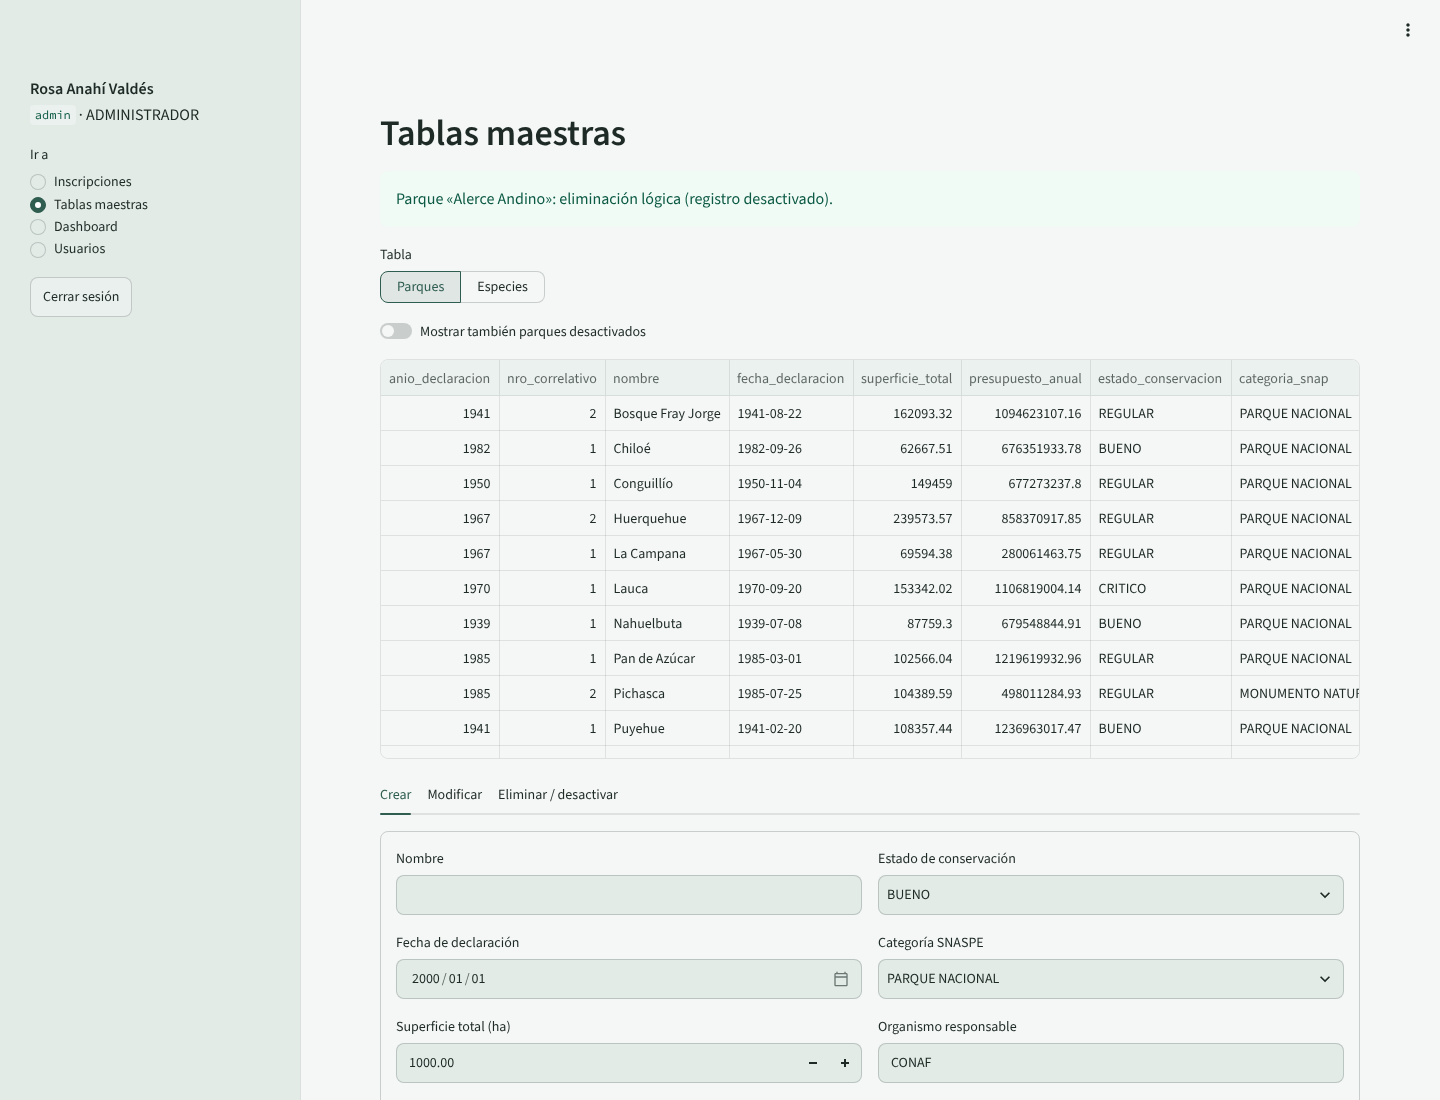 Rosa Anahí Valdés
admin · ADMINISTRADOR
Ir a
Inscripciones
Tablas maestras
Dashboard
Usuarios
Cerrar sesión
Tablas maestras
Parque «Alerce Andino»: eliminación lógica (registro desactivado).
Tabla
Parques Especies
Mostrar también parques desactivados
anio_declaracion nro_correlativo nombre fecha_declaracion superficie_total presupuesto_anual estado_conservacion categoria_snap
1941 2 Bosque Fray Jorge 1941-08-22 162093.32 1094623107.16 REGULAR PARQUE NACIONAL
1982 1 Chiloé 1982-09-26 62667.51 676351933.78 BUENO PARQUE NACIONAL
1950 1 Conguillío 1950-11-04 149459 677273237.8 REGULAR PARQUE NACIONAL
1967 2 Huerquehue 1967-12-09 239573.57 858370917.85 REGULAR PARQUE NACIONAL
1967 1 La Campana 1967-05-30 69594.38 280061463.75 REGULAR PARQUE NACIONAL
1970 1 Lauca 1970-09-20 153342.02 1106819004.14 CRITICO PARQUE NACIONAL
1939 1 Nahuelbuta 1939-07-08 87759.3 679548844.91 BUENO PARQUE NACIONAL
1985 1 Pan de Azúcar 1985-03-01 102566.04 1219619932.96 REGULAR PARQUE NACIONAL
1985 2 Pichasca 1985-07-25 104389.59 498011284.93 REGULAR MONUMENTO NATUR
1941 1 Puyehue 1941-02-20 108357.44 1236963017.47 BUENO PARQUE NACIONAL
Crear Modificar Eliminar / desactivar
Nombre Estado de conservación
BUENO
Fecha de declaración Categoría SNASPE
2000 / 01 / 01 PARQUE NACIONAL
Superficie total (ha) Organismo responsable
1000.00 CONAF